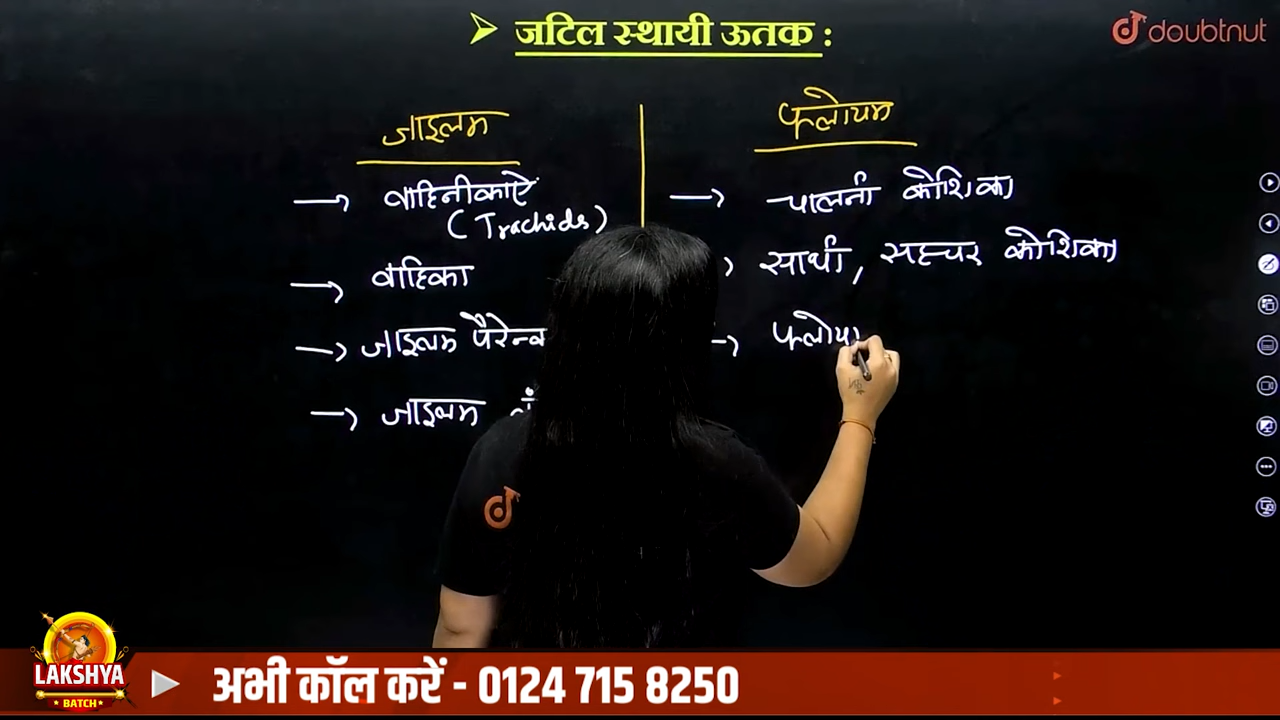 ➢ जटिल स्थायी ऊतक :
doubtnut
जाइलम
फ्लोयम
→ वाहिनीकाऐं
(Trachids)
→ वाहिका
→ जाइलम पैरेन्क
→ जाइलम
→ चालनी कोशिका
→ सार्थी, सहचर कोशिका
→ फ्लोय
LAKSHYA
BATCH
अभी कॉल करें - 0124 715 8250